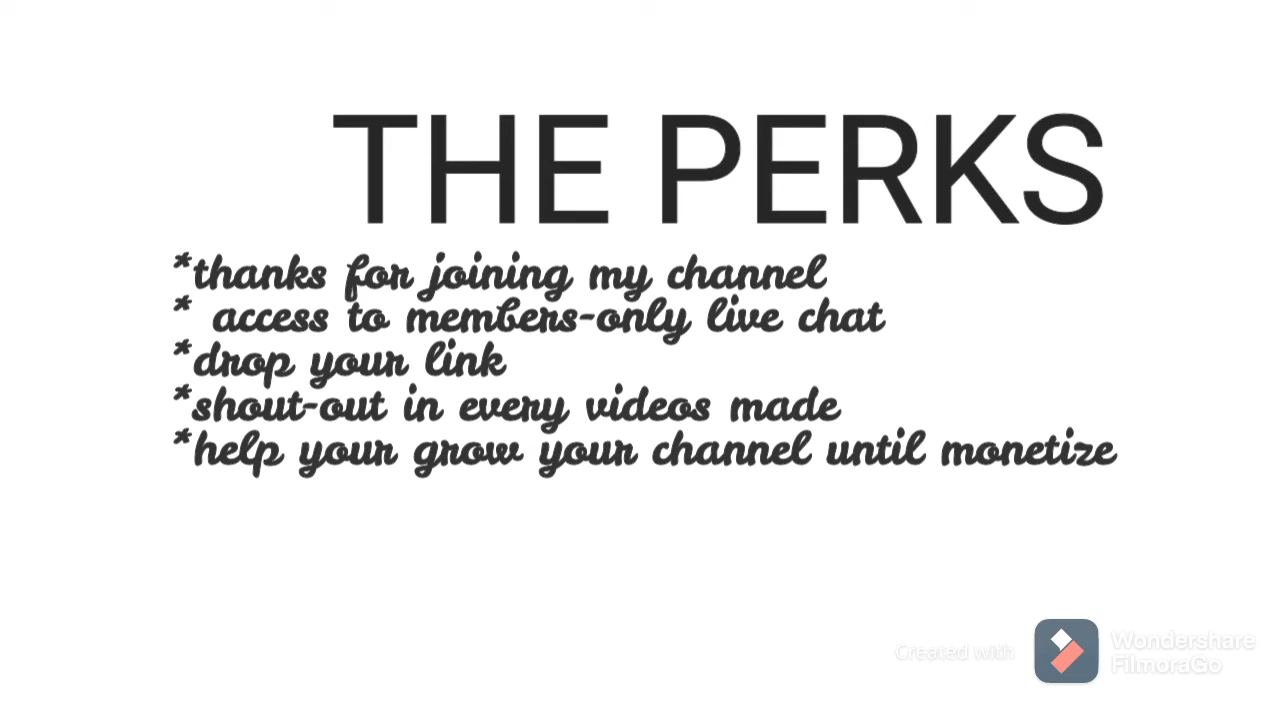 THE PERKS
*thanks for joining my channel
* access to members-only live chat
*drop your link
*shout-out in every videos made
*help your grow your channel until monetize
Created with
Wondershare
FilmoraGo